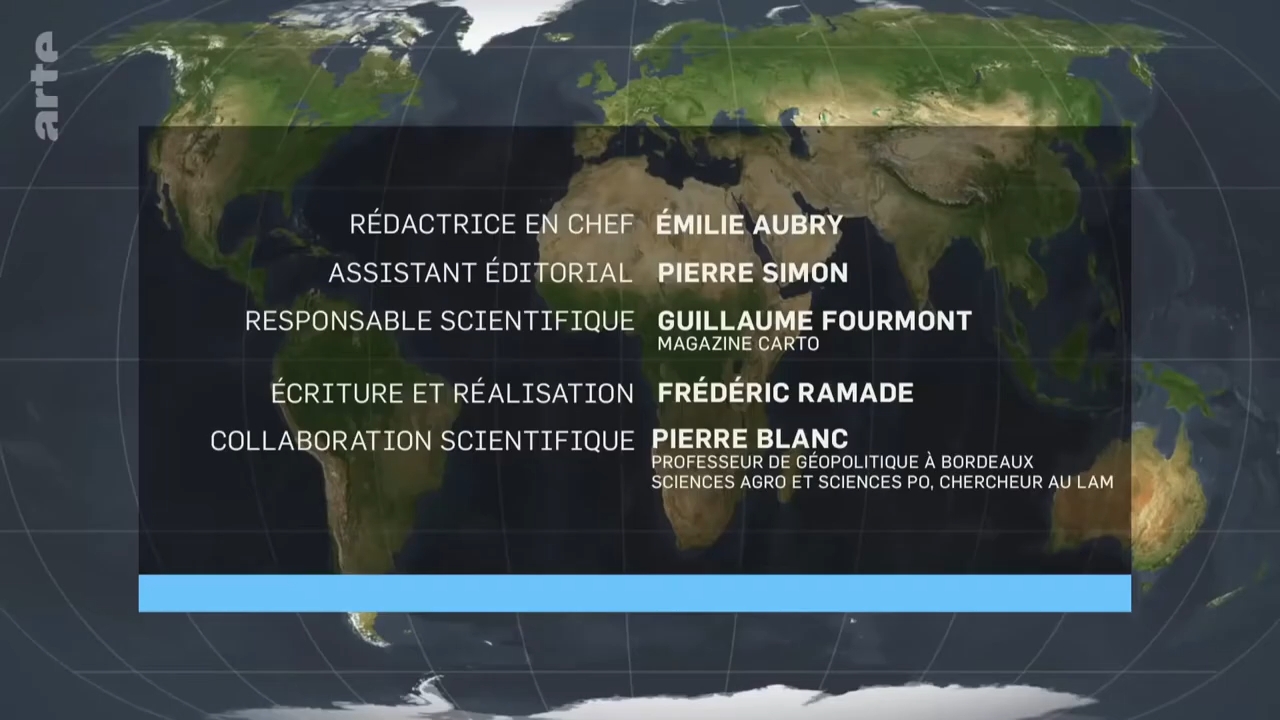 arte
RÉDACTRICE EN CHEF ÉMILIE AUBRY
ASSISTANT ÉDITORIAL PIERRE SIMON
RESPONSABLE SCIENTIFIQUE GUILLAUME FOURMONT
MAGAZINE CARTO
ÉCRITURE ET RÉALISATION FRÉDÉRIC RAMADE
COLLABORATION SCIENTIFIQUE PIERRE BLANC
PROFESSEUR DE GÉOPOLITIQUE À BORDEAUX
SCIENCES AGRO ET SCIENCES PO, CHERCHEUR AU LAM